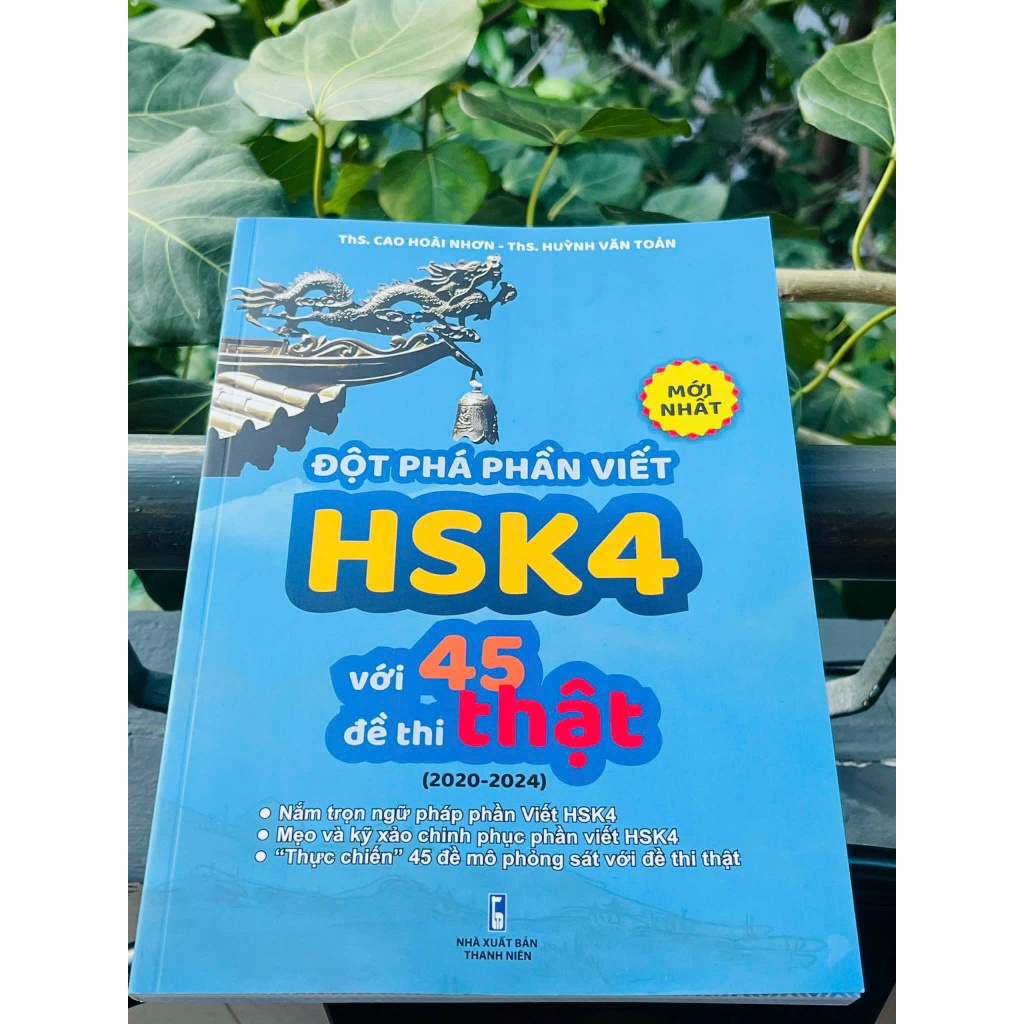 ThS. CAO HOÀI NHƠN - ThS. HUỲNH VĂN TOẢN
MỚI
NHẤT
ĐỘT PHÁ PHẦN VIẾT
HSK4
với 45
đề thi thật
(2020-2024)
• Nắm trọn ngữ pháp phần Viết HSK4
• Mẹo và kỹ xảo chinh phục phần viết HSK4
• “Thực chiến” 45 đề mô phỏng sát với đề thi thật
NHÀ XUẤT BẢN
THANH NIÊN